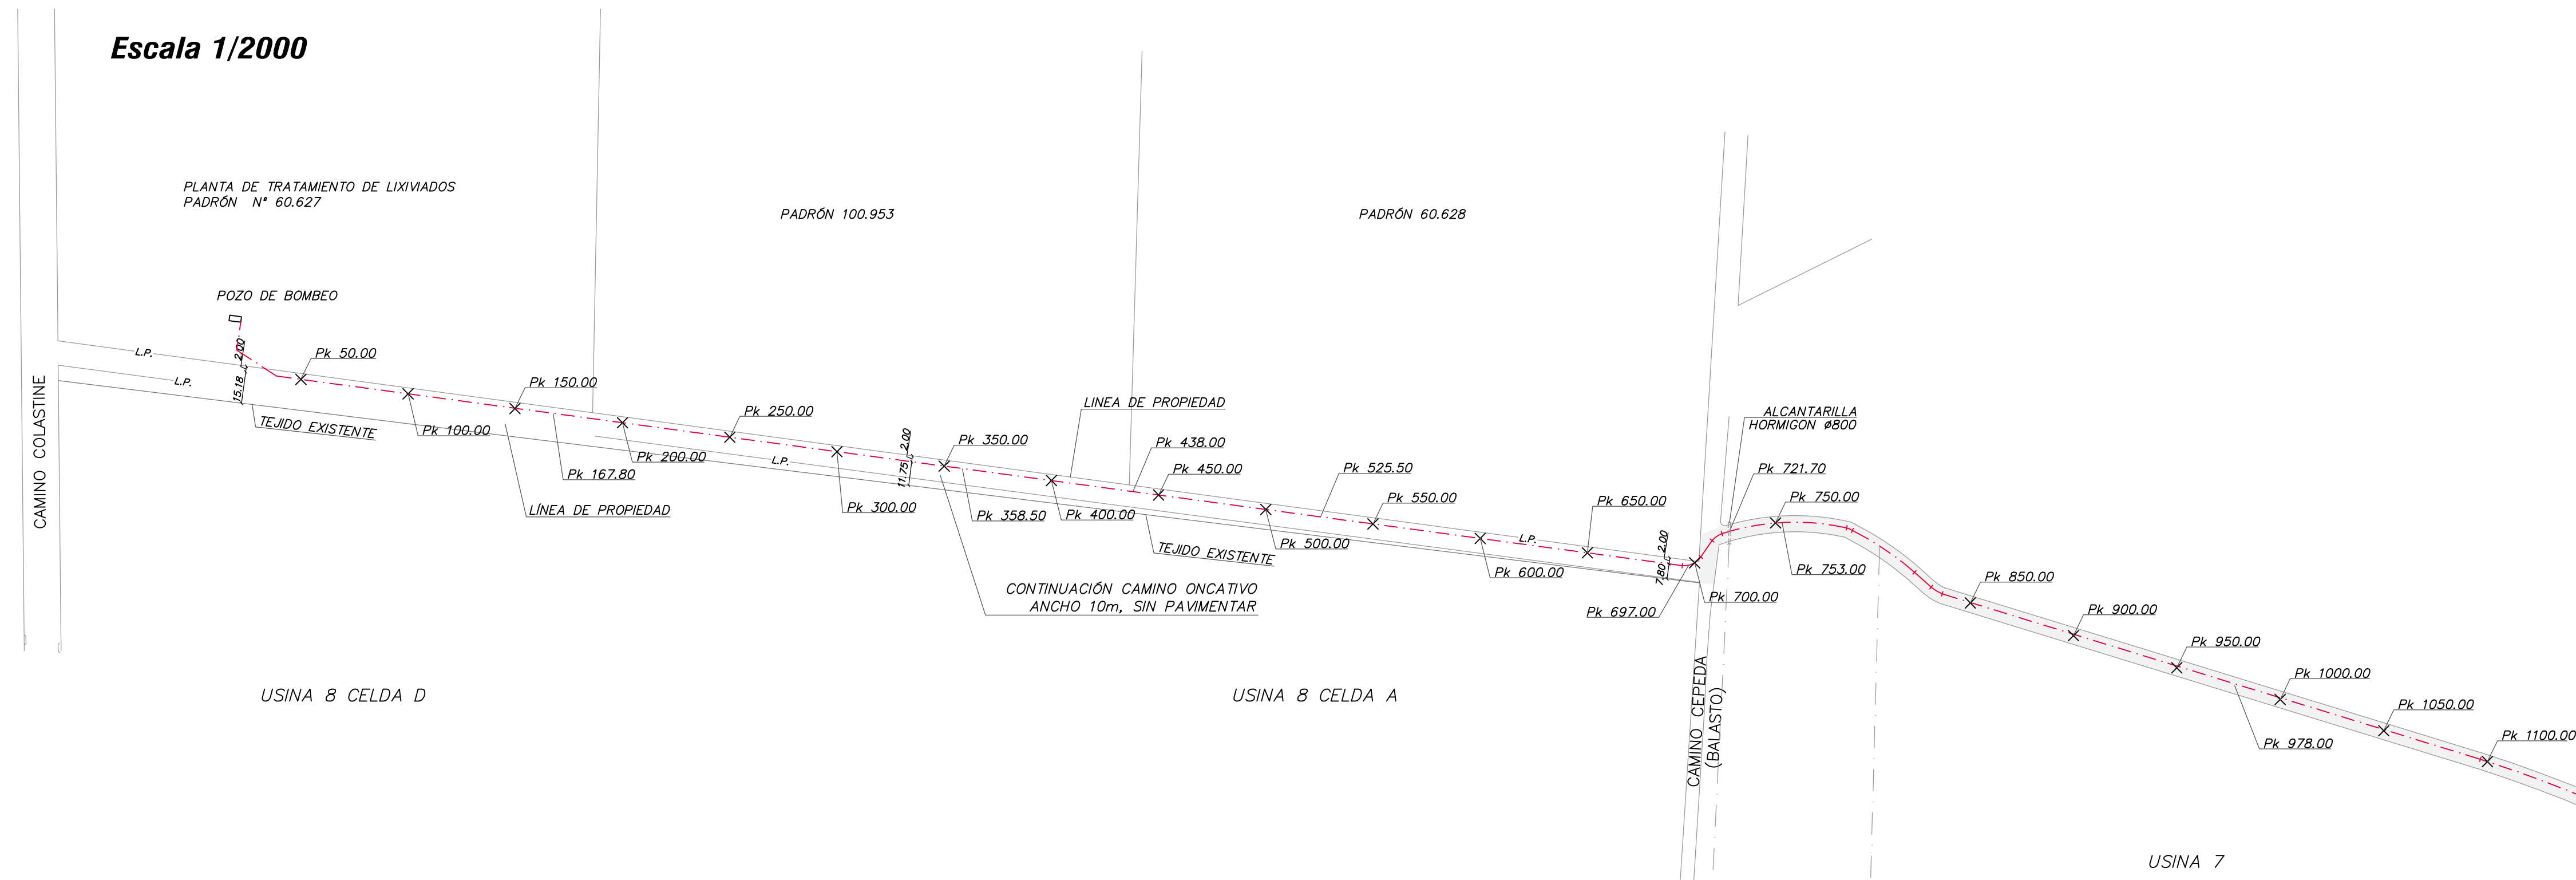 Escala 1/2000
PLANTA DE TRATAMIENTO DE LIXIVIADOS
PADRÓN N° 60.627
PADRÓN 100.953
PADRÓN 60.628
POZO DE BOMBEO
L.P.
L.P.
2.00
15.18
CAMINO COLASTINE
TEJIDO EXISTENTE
Pk 50.00
Pk 100.00
Pk 150.00
LÍNEA DE PROPIEDAD
Pk 167.80
Pk 200.00
Pk 250.00
L.P.
Pk 300.00
2.00
11.75
Pk 350.00
Pk 358.50
CONTINUACIÓN CAMINO ONCATIVO
ANCHO 10m, SIN PAVIMENTAR
LINEA DE PROPIEDAD
Pk 400.00
Pk 438.00
Pk 450.00
TEJIDO EXISTENTE
Pk 500.00
Pk 525.50
Pk 550.00
Pk 600.00
L.P.
Pk 650.00
2.00
7.80
Pk 697.00
Pk 700.00
ALCANTARILLA
HORMIGON ø800
Pk 721.70
Pk 750.00
Pk 753.00
CAMINO CEPEDA
(BALASTO)
Pk 850.00
Pk 900.00
Pk 950.00
Pk 978.00
Pk 1000.00
Pk 1050.00
Pk 1100.00
USINA 8 CELDA D
USINA 8 CELDA A
USINA 7